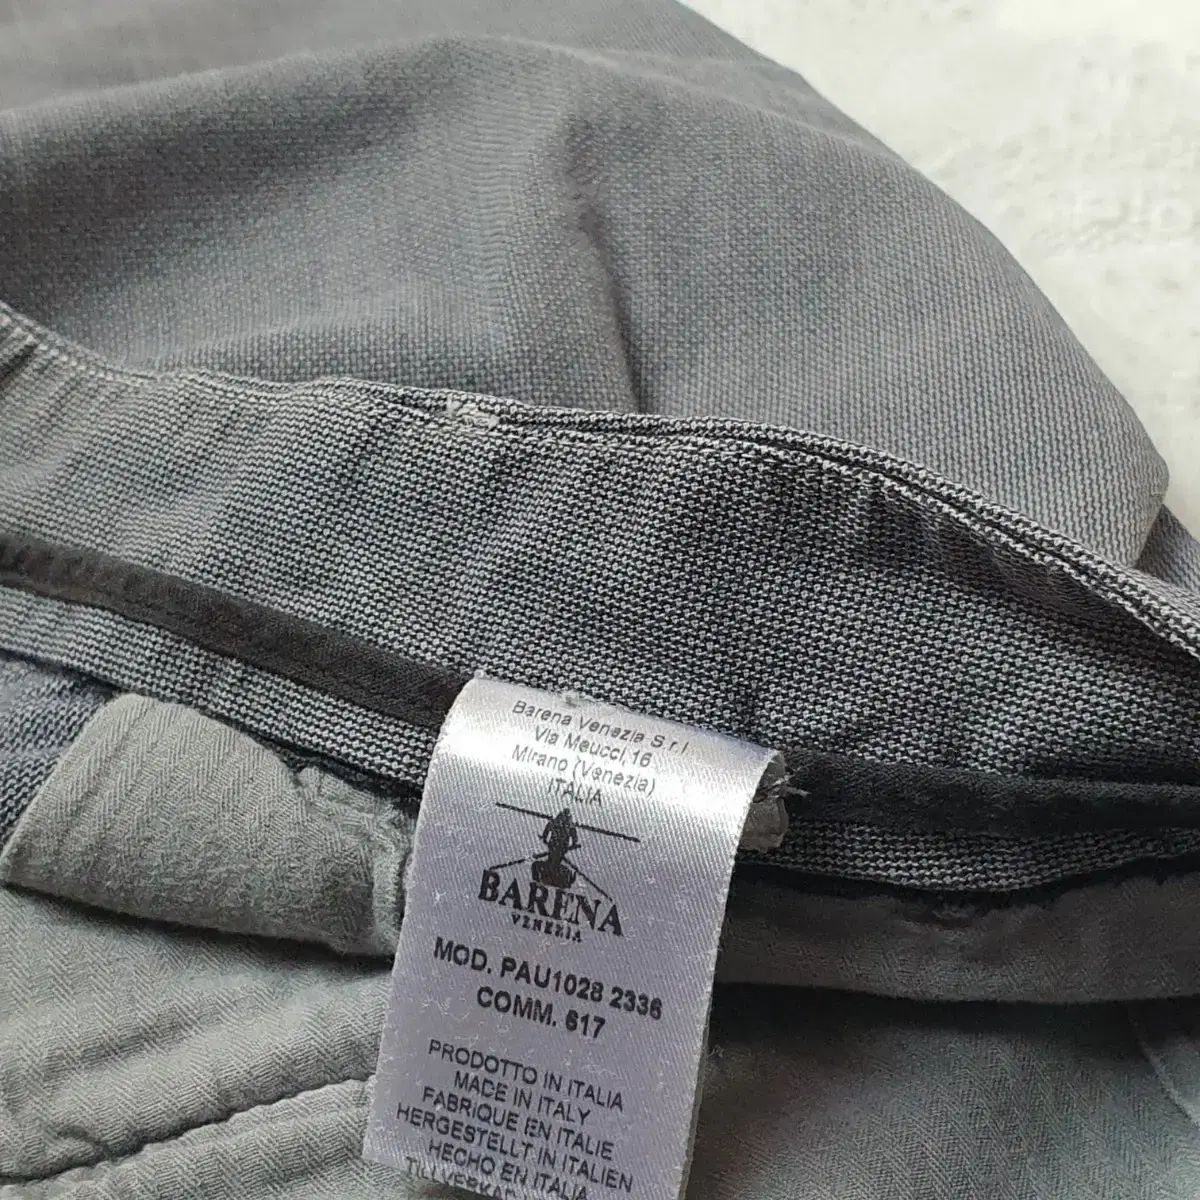 Barena Venezia S.r.l.
Via Meucci, 16
Mirano (Venezia)
ITALIA
BARENA
VENEZIA
MOD. PAU1028 2336
COMM. 617
PRODOTTO IN ITALIA
MADE IN ITALY
FABRIQUE EN ITALIE
HERGESTELLT IN ITALIEN
HECHO EN ITALIA